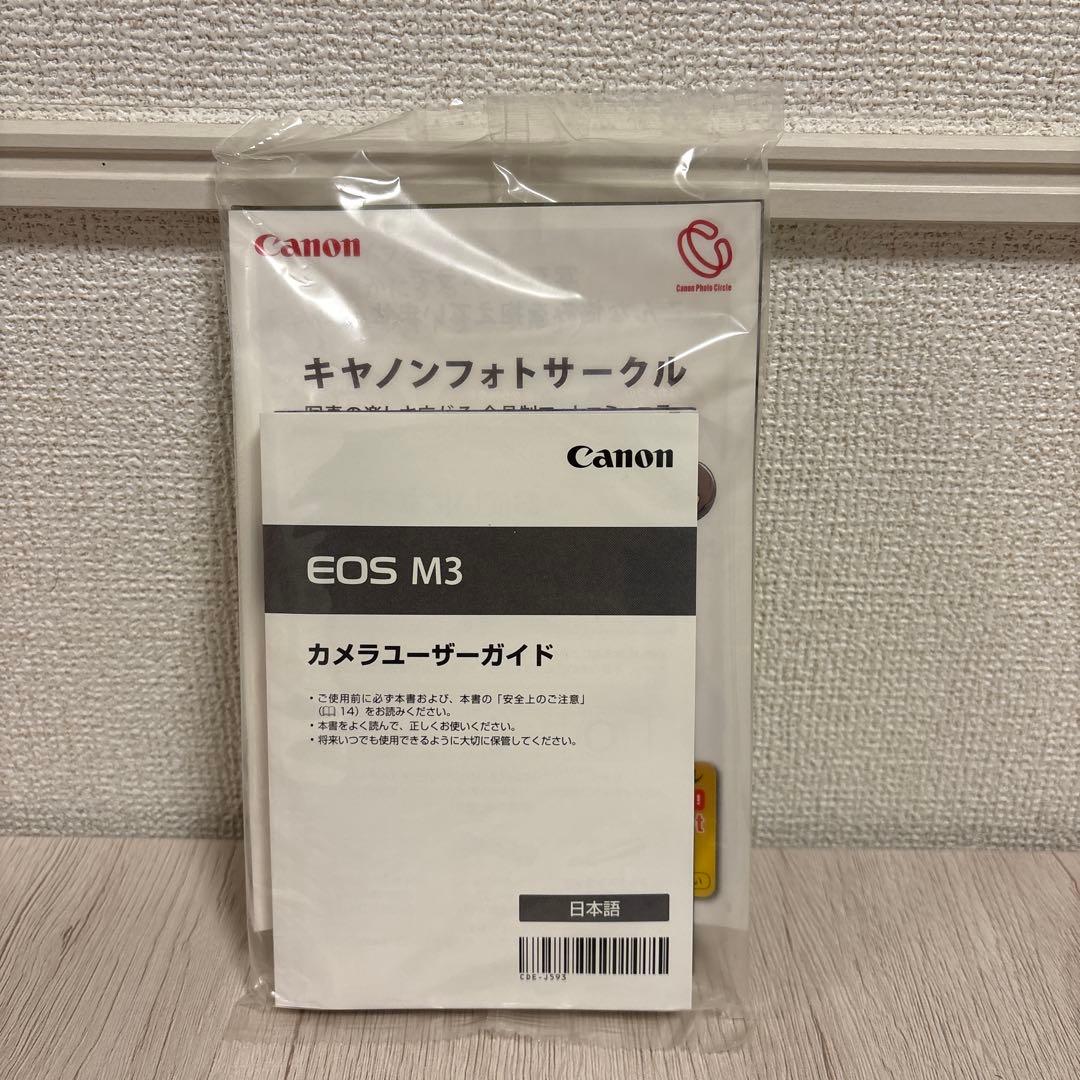 Canon
Canon Photo Circle
キヤノンフォトサークル
Canon
EOS M3
カメラユーザーガイド
・ご使用前に必ず本書および、本書の「安全上のご注意」
（14）をお読みください。
・本書をよく読んで、正しくお使いください。
・将来いつでも使用できるように大切に保管してください。
日本語
CDE-J593